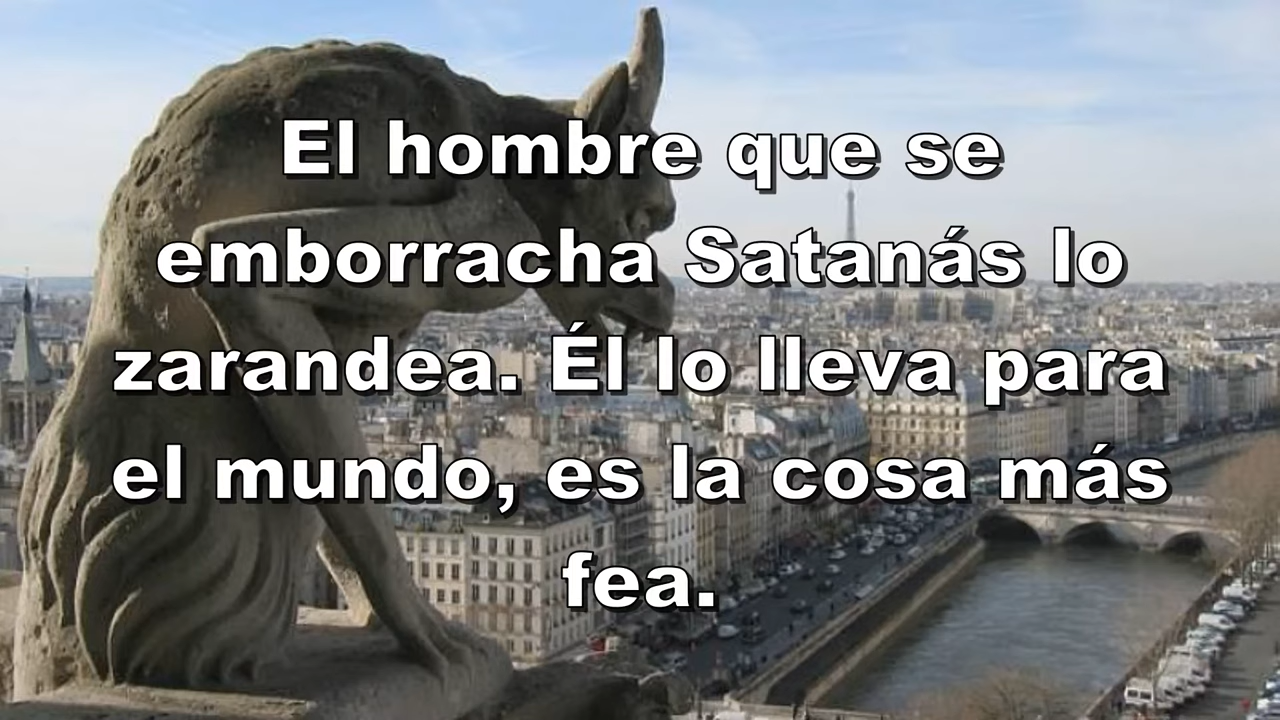 El hombre que se
emborracha Satanás lo
zarandea. Él lo lleva para
el mundo, es la cosa más
fea.